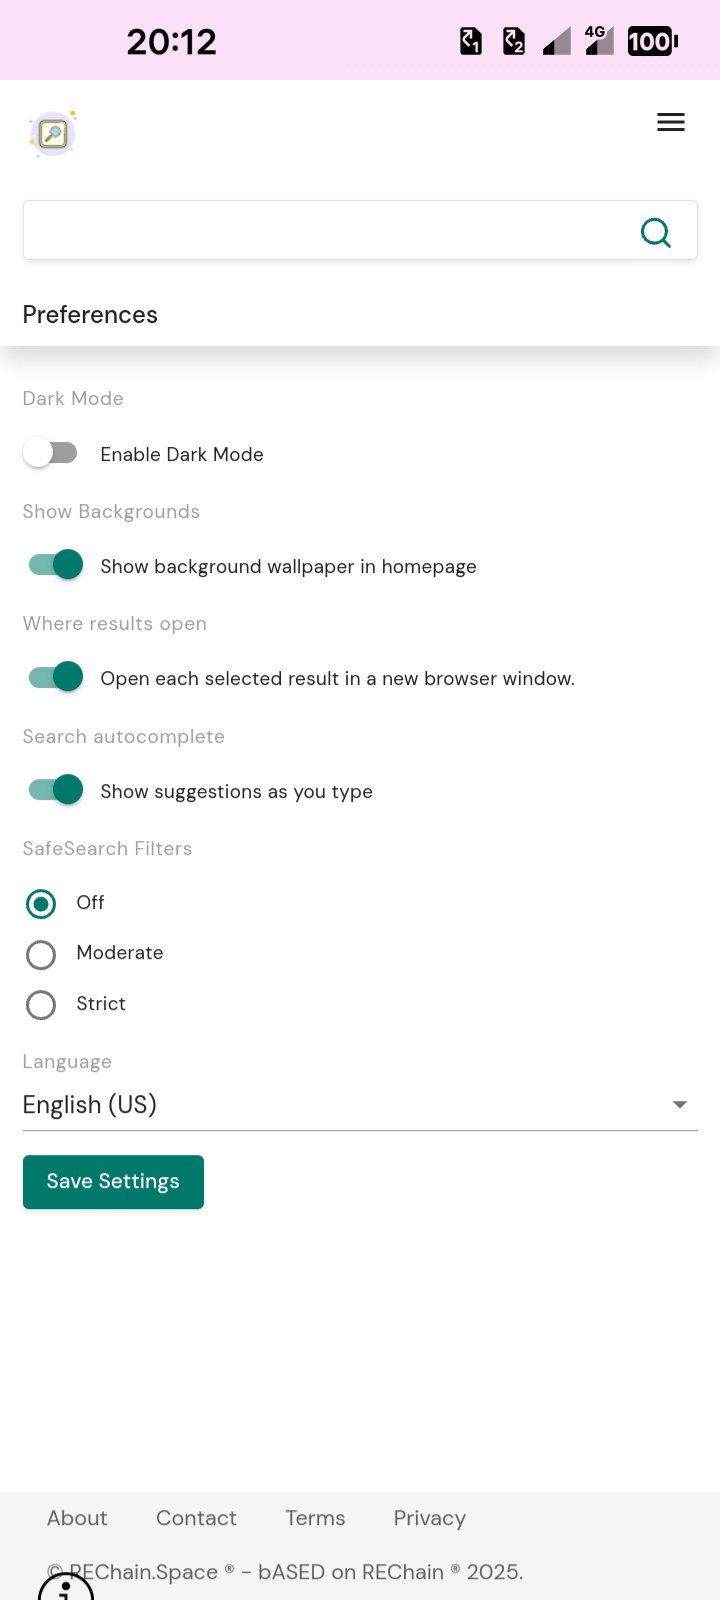 20:12
1 2 4G 100
Preferences
Dark Mode
Enable Dark Mode
Show Backgrounds
Show background wallpaper in homepage
Where results open
Open each selected result in a new browser window.
Search autocomplete
Show suggestions as you type
SafeSearch Filters
Off
Moderate
Strict
Language
English (US)
Save Settings
About Contact Terms Privacy
© REChain.Space ® - bASED on REChain ® 2025.